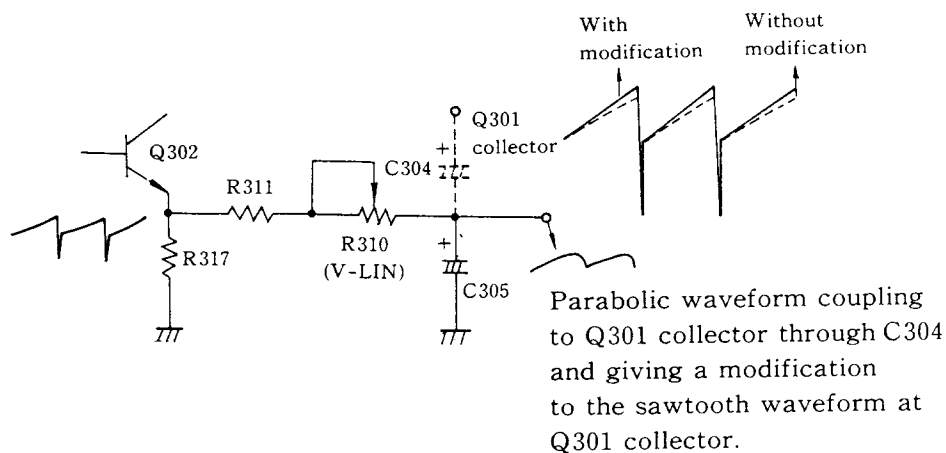 With
modification
Without
modification
Q301
collector
+
C304
Q302
R311
R310
(V-LIN)
R317
+
C305
Parabolic waveform coupling
to Q301 collector through C304
and giving a modification
to the sawtooth waveform at
Q301 collector.